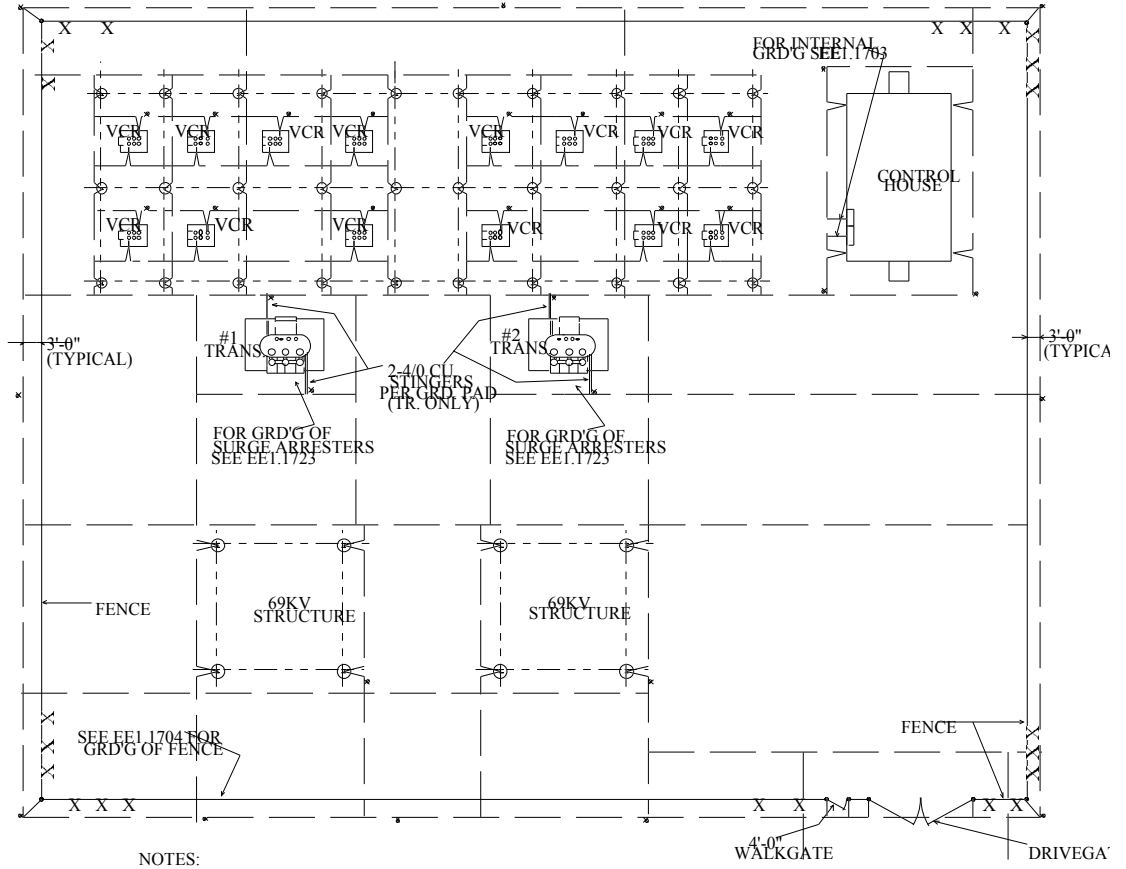 X X X X X
X X
X X
X X
FOR INTERNAL
GRD'G SEE EE1.1703
VCR VCR VCR VCR VCR VCR VCR VCR
CONTROL
HOUSE
VCR VCR VCR VCR VCR VCR
3'-0"
(TYPICAL)
#1
TRANS.
#2
TRANS.
3'-0"
(TYPICA
2-4/0 CU
STINGERS
PER GRD. PAD
(TR. ONLY)
FOR GRD'G OF
SURGE ARRESTERS
SEE EE1.1723
FOR GRD'G OF
SURGE ARRESTERS
SEE EE1.1723
FENCE
69KV
STRUCTURE
69KV
STRUCTURE
SEE EE1.1704 FOR
GRD'G OF FENCE
FENCE
X X
X X
X X
X X X X X X X
4'-0"
WALKGATE
DRIVEGAT
NOTES: